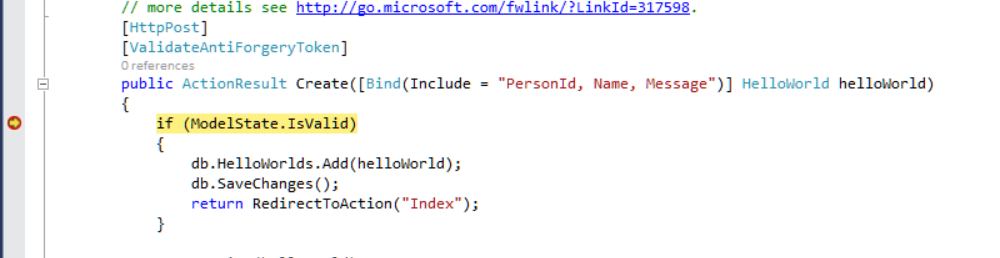 // more details see http://go.microsoft.com/fwlink/?LinkId=317598.
[HttpPost]
[ValidateAntiForgeryToken]
0 references
public ActionResult Create([Bind(Include = "PersonId, Name, Message")] HelloWorld helloWorld)
{
if (ModelState.IsValid)
{
db.HelloWorlds.Add(helloWorld);
db.SaveChanges();
return RedirectToAction("Index");
}